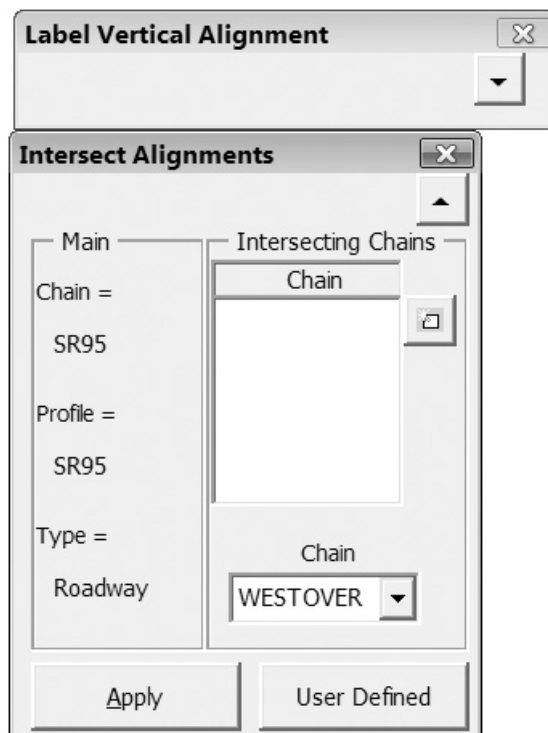 Label Vertical Alignment
Intersect Alignments
Main
Chain =
SR95
Profile =
SR95
Type =
Roadway
Intersecting Chains
Chain
Chain
WESTOVER
Apply
User Defined